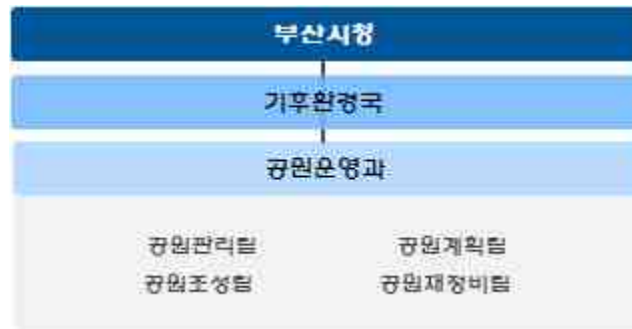 부산시청
기후환경국
공원운영과
공원관리팀 공원계획팀
공원조성팀 공원재정비팀